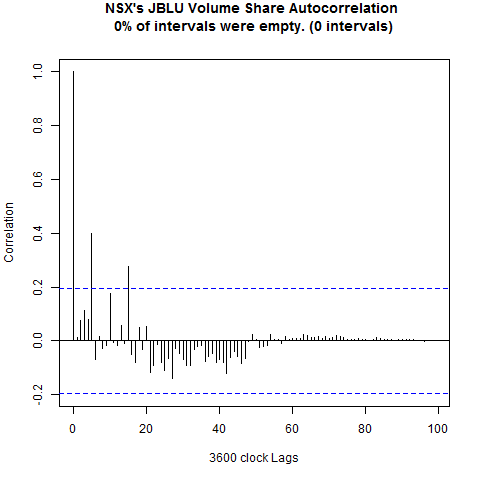 NSX's JBLU Volume Share Autocorrelation
0% of intervals were empty. (0 intervals)
Correlation
1.0
0.8
0.6
0.4
0.2
0.0
-0.2
0 20 40 60 80 100
3600 clock Lags